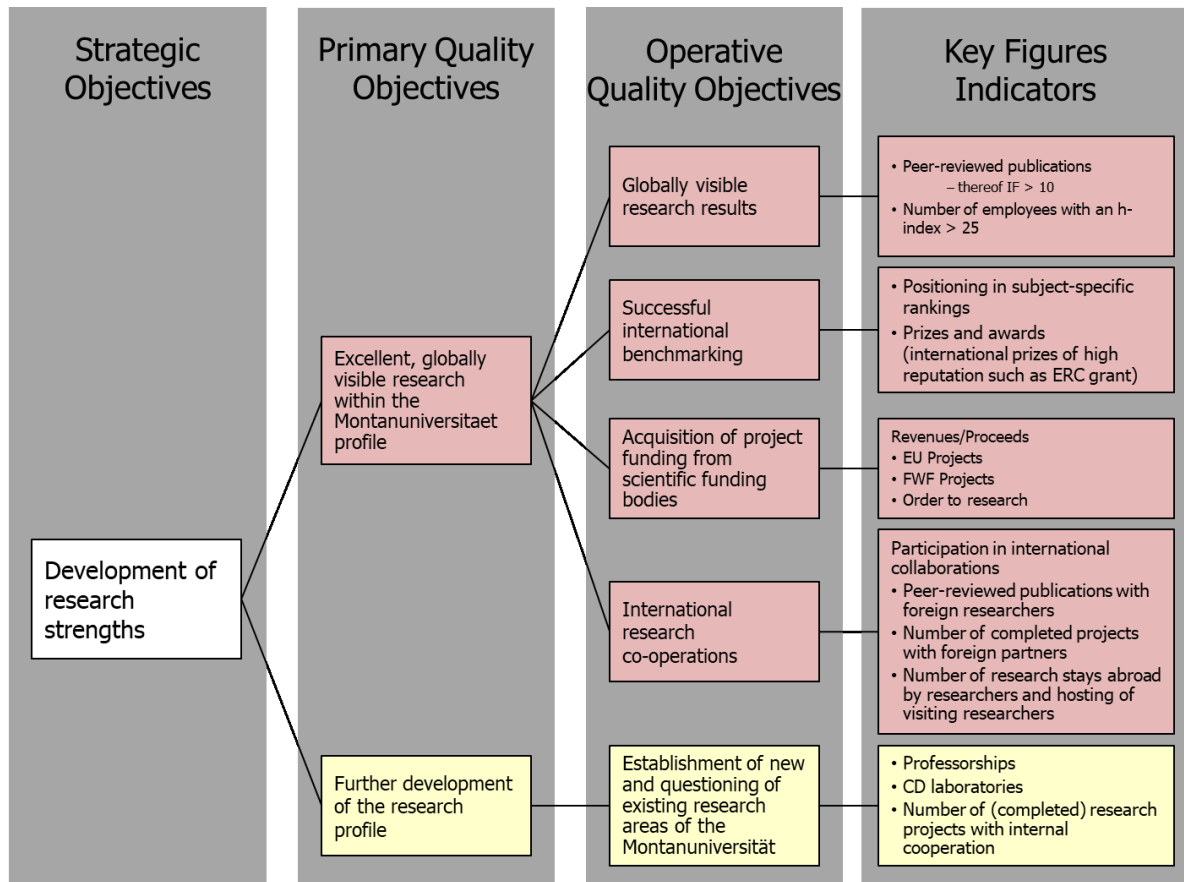 Strategic
Objectives
Primary Quality
Objectives
Operative
Quality Objectives
Key Figures
Indicators
Development of
research
strengths
Excellent, globally
visible research
within the
Montanuniversitaet
profile
Further development
of the research
profile
Globally visible
research results
Successful
international
benchmarking
Acquisition of project
funding from
scientific funding
bodies
International
research
co-operations
Establishment of new
and questioning of
existing research
areas of the
Montanuniversität
• Peer-reviewed publications
– thereof IF > 10
• Number of employees with an h-
index > 25
• Positioning in subject-specific
rankings
• Prizes and awards
(international prizes of high
reputation such as ERC grant)
Revenues/Proceeds
• EU Projects
• FWF Projects
• Order to research
Participation in international
collaborations
• Peer-reviewed publications with
foreign researchers
• Number of completed projects
with foreign partners
• Number of research stays abroad
by researchers and hosting of
visiting researchers
• Professorships
• CD laboratories
• Number of (completed) research
projects with internal
cooperation